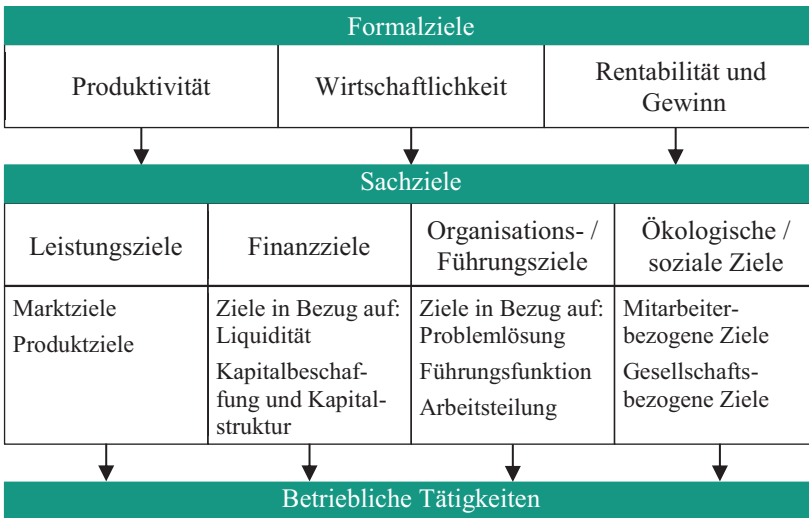 Formalziele
Produktivität
Wirtschaftlichkeit
Rentabilität und
Gewinn
Sachziele
Leistungsziele
Finanzziele
Organisations- /
Führungsziele
Ökologische /
soziale Ziele
Marktziele
Produktziele
Ziele in Bezug auf:
Liquidität
Kapitalbeschaf-
fung und Kapital-
struktur
Ziele in Bezug auf:
Problemlösung
Führungsfunktion
Arbeitsteilung
Mitarbeiter-
bezogene Ziele
Gesellschafts-
bezogene Ziele
Betriebliche Tätigkeiten